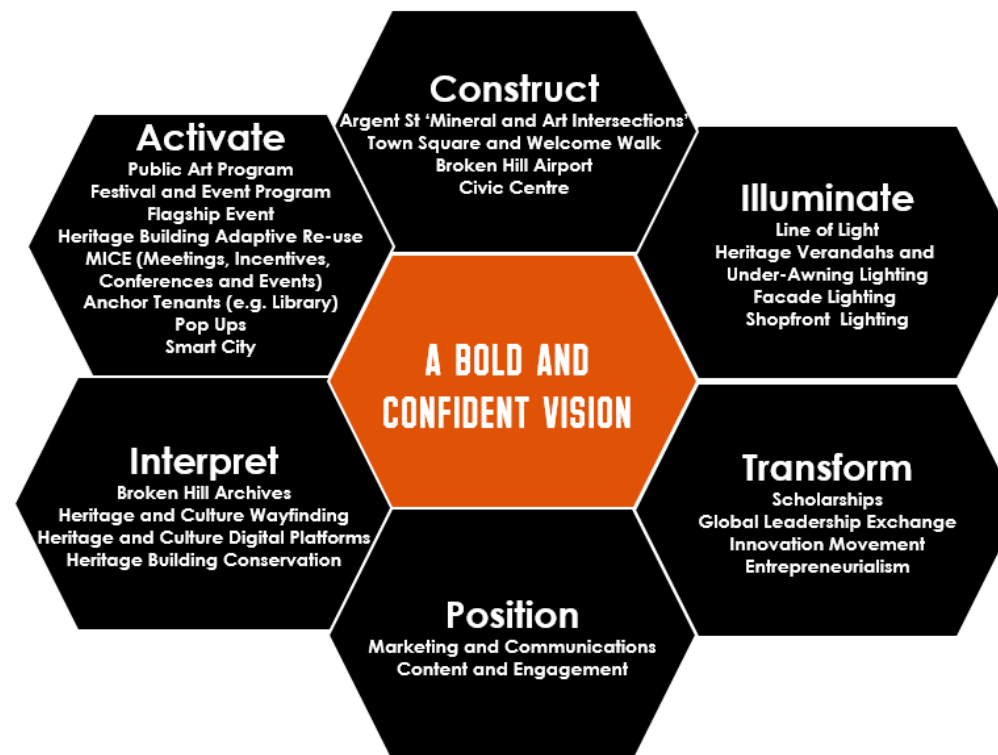 Construct
Argent St ‘Mineral and Art Intersections’
Town Square and Welcome Walk
Broken Hill Airport
Civic Centre
Activate
Public Art Program
Festival and Event Program
Flagship Event
Heritage Building Adaptive Re-use
MICE (Meetings, Incentives,
Conferences and Events)
Anchor Tenants (e.g. Library)
Pop Ups
Smart City
Illuminate
Line of Light
Heritage Verandahs and
Under-Awning Lighting
Facade Lighting
Shopfront Lighting
A BOLD AND
CONFIDENT VISION
Interpret
Broken Hill Archives
Heritage and Culture Wayfinding
Heritage and Culture Digital Platforms
Heritage Building Conservation
Transform
Scholarships
Global Leadership Exchange
Innovation Movement
Entrepreneurialism
Position
Marketing and Communications
Content and Engagement